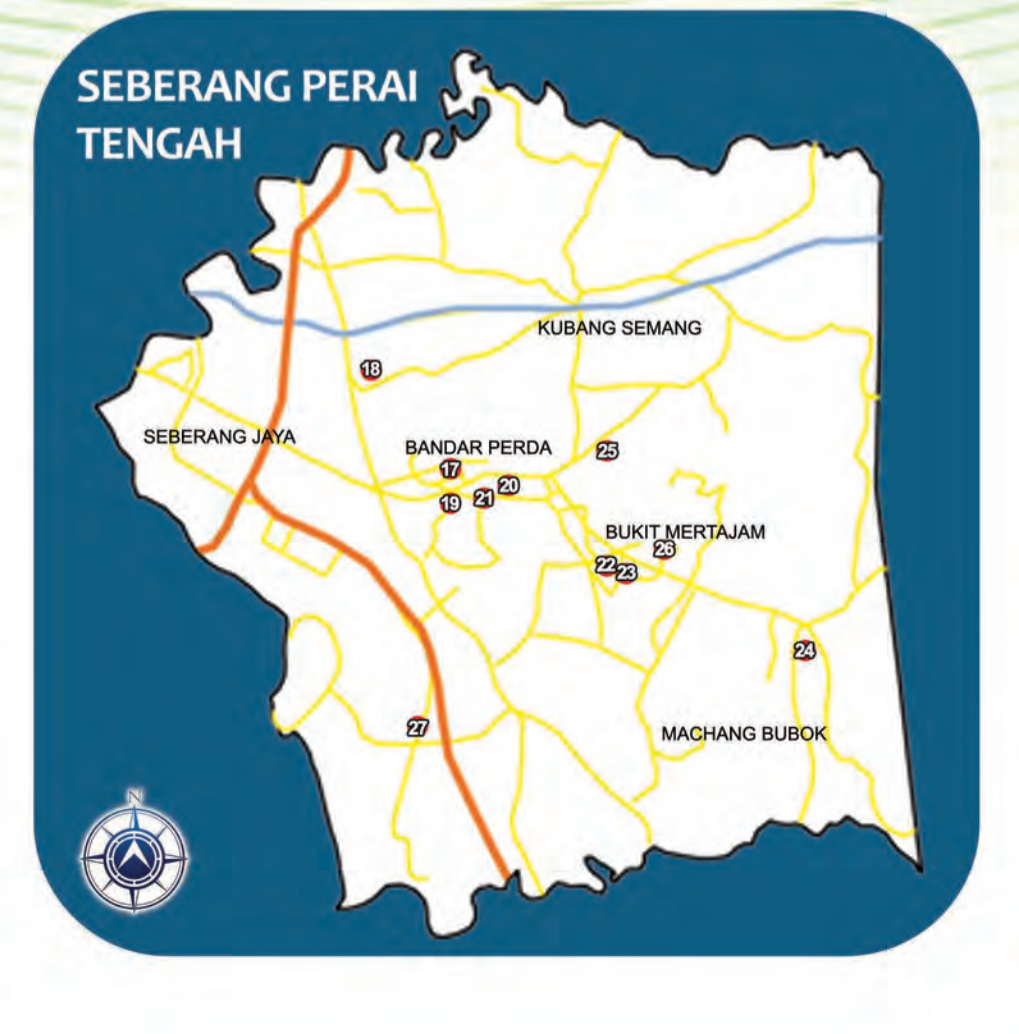 SEBERANG PERAI
TENGAH
KUBANG SEMANG
18
SEBERANG JAYA
BANDAR PERDA
25
17
20
19
21
BUKIT MERTAJAM
26
22
23
24
27
MACHANG BUBOK
N